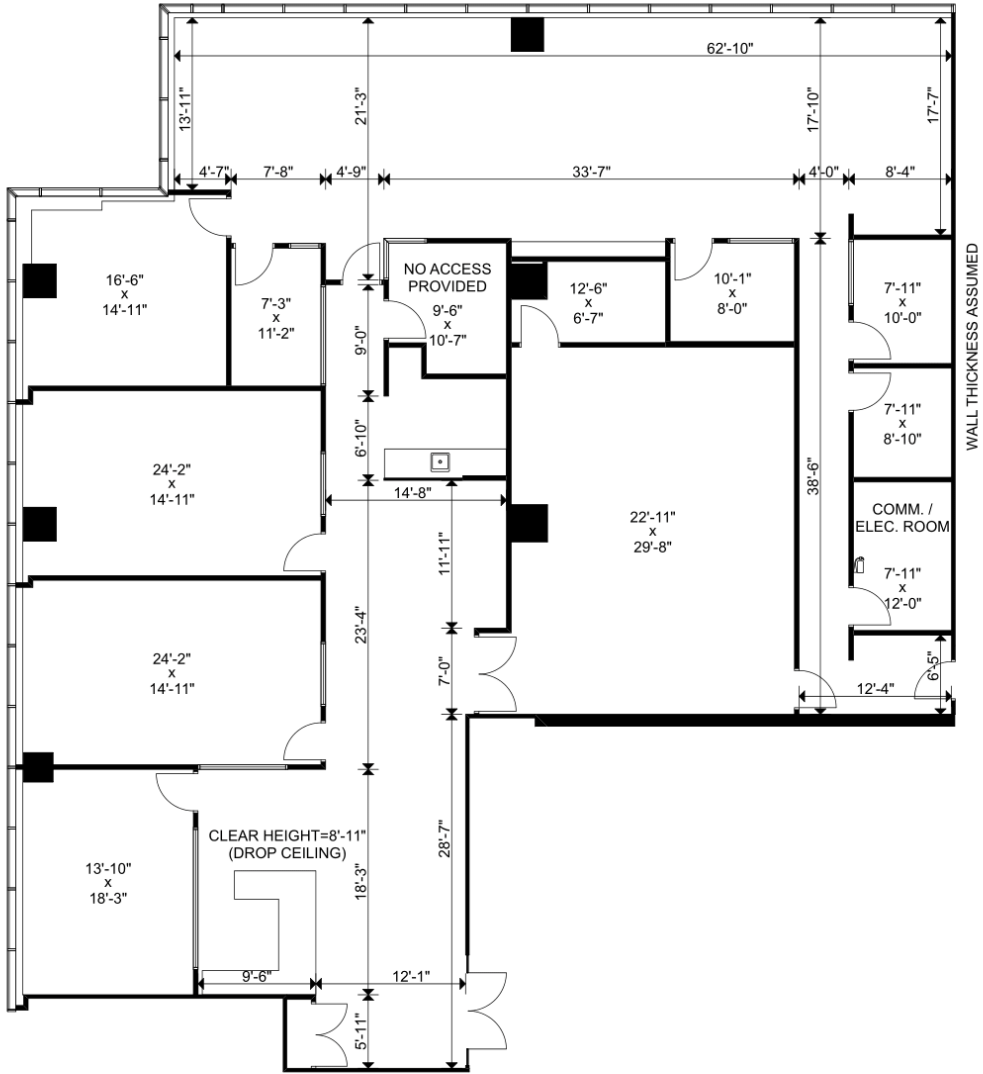 62'-10"
13'-11"
21'-3"
17'-10"
17'-7"
4'-7"
7'-8"
4'-9"
33'-7"
4'-0"
8'-4"
16'-6"
x
14'-11"
7'-3"
x
11'-2"
NO ACCESS
PROVIDED
9'-6"
x
10'-7"
12'-6"
x
6'-7"
10'-1"
x
8'-0"
7'-11"
x
10'-0"
WALL THICKNESS ASSUMED
9'-0"
6'-10"
7'-11"
x
8'-10"
24'-2"
x
14'-11"
14'-8"
38'-6"
22'-11"
x
29'-8"
COMM. /
ELEC. ROOM
7'-11"
x
12'-0"
11'-11"
23'-4"
7'-0"
24'-2"
x
14'-11"
6'-5"
12'-4"
CLEAR HEIGHT=8'-11"
(DROP CEILING)
28'-7"
18'-3"
13'-10"
x
18'-3"
9'-6"
12'-1"
5'-11"